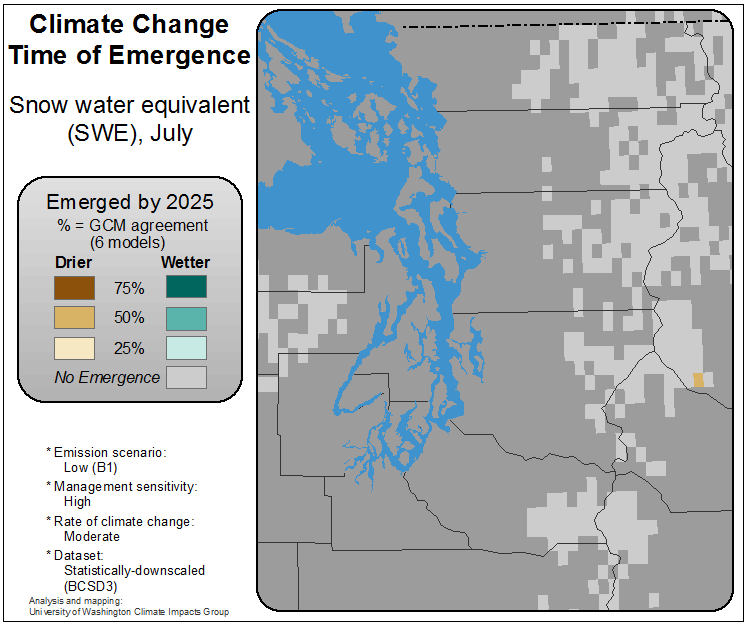 Climate Change
Time of Emergence
Snow water equivalent
(SWE), July
Emerged by 2025
% = GCM agreement
(6 models)
Drier Wetter
75%
50%
25%
No Emergence
* Emission scenario:
Low (B1)
* Management sensitivity:
High
* Rate of climate change:
Moderate
* Dataset:
Statistically-downscaled
(BCSD3)
Analysis and mapping:
University of Washington Climate Impacts Group